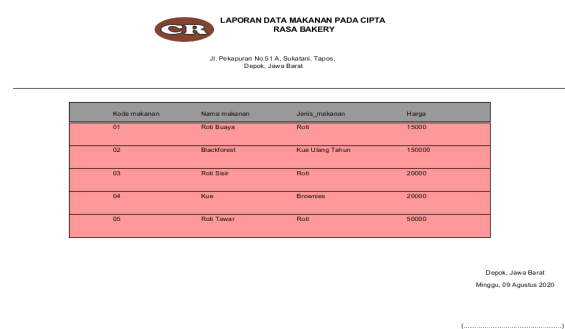 CR
LAPORAN DATA MAKANAN PADA CIPTA
RASA BAKERY
Jl. Pekapuran No.51 A, Sukatani, Tapos,
Depok, Jawa Barat
Kode makanan Nama makanan Jenis_makanan Harga
01 Roti Buaya Roti 15000
02 Blackforest Kue Ulang Tahun 150000
03 Roti Sisir Roti 20000
04 Kue Brownies 20000
05 Roti Tawar Roti 50000
Depok, Jawa Barat
Minggu, 09 Agustus 2020
(................................................)